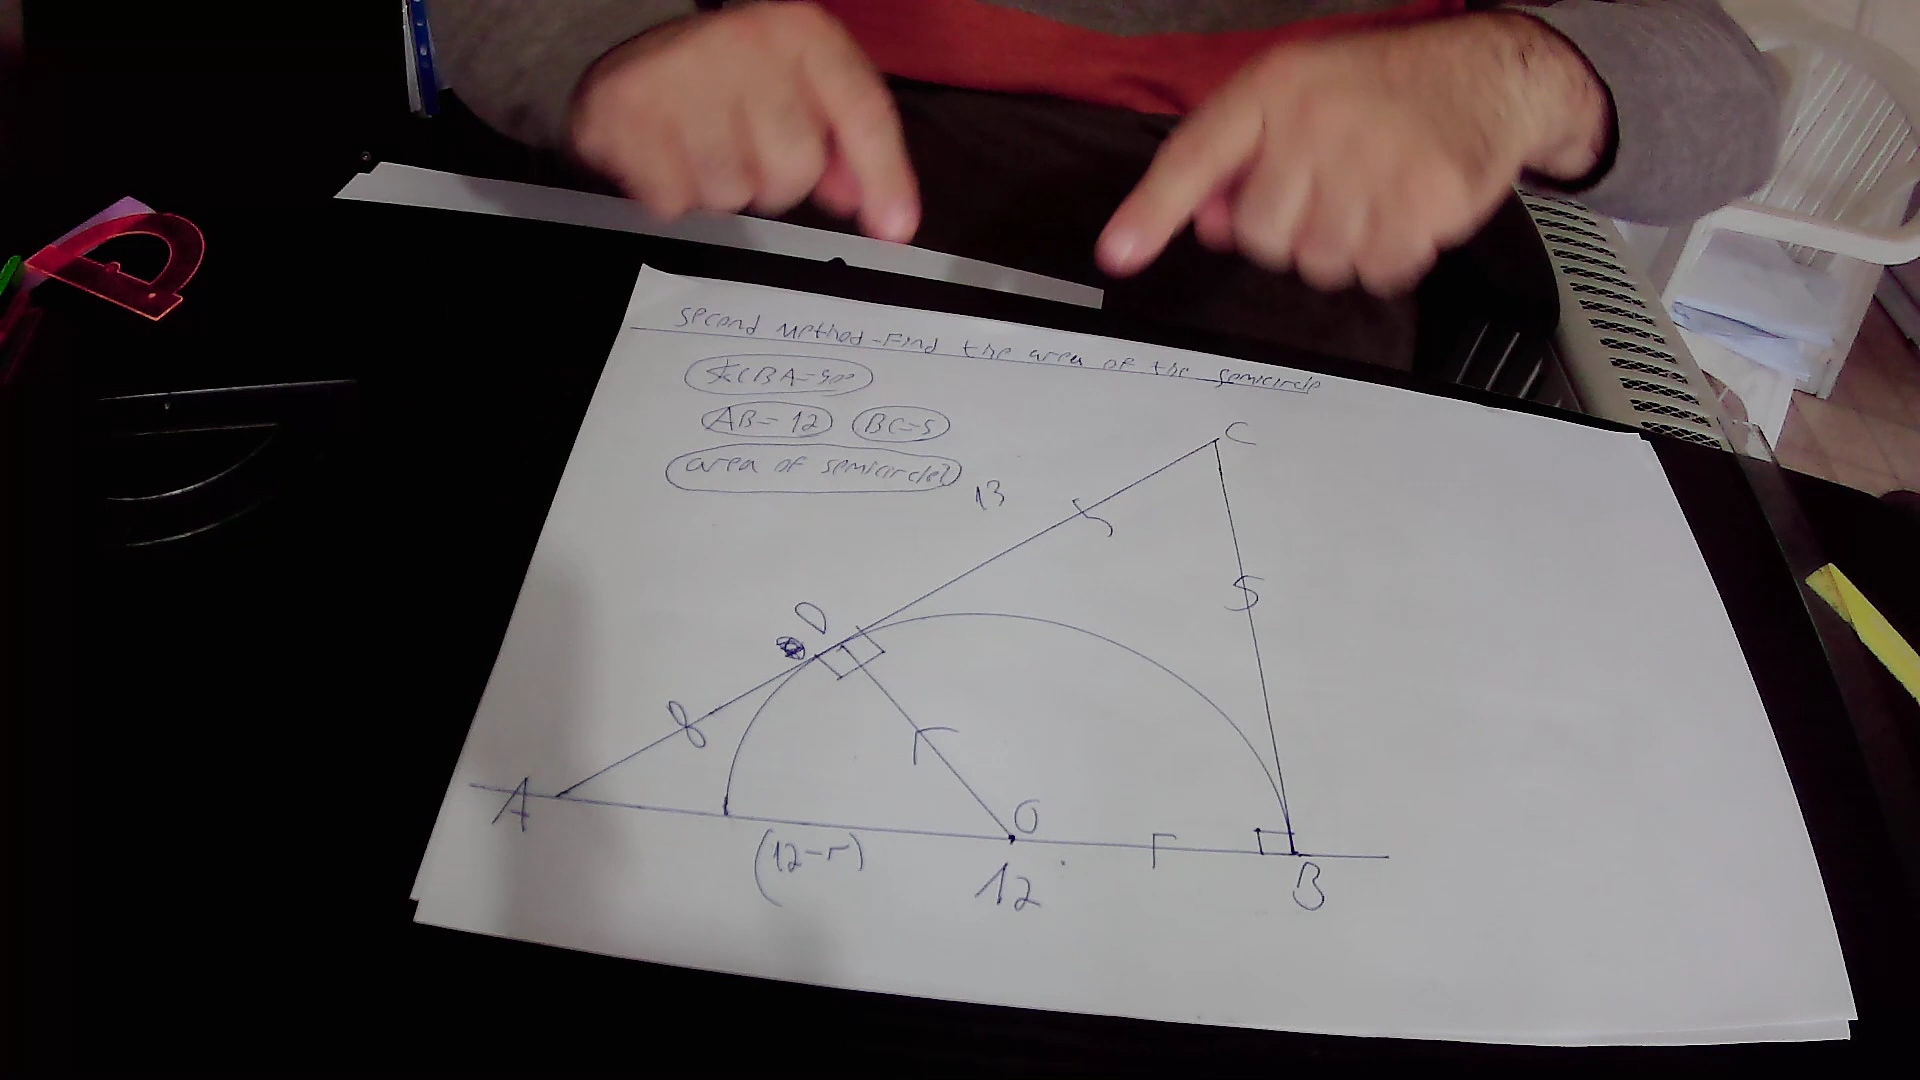 second Method-Find the area of the semicircle
∢CBA=90°
AB=12 BC=5
area of semicircle?
C
13
5
5
D
8
r
A
O
(12-r)
r
12
B